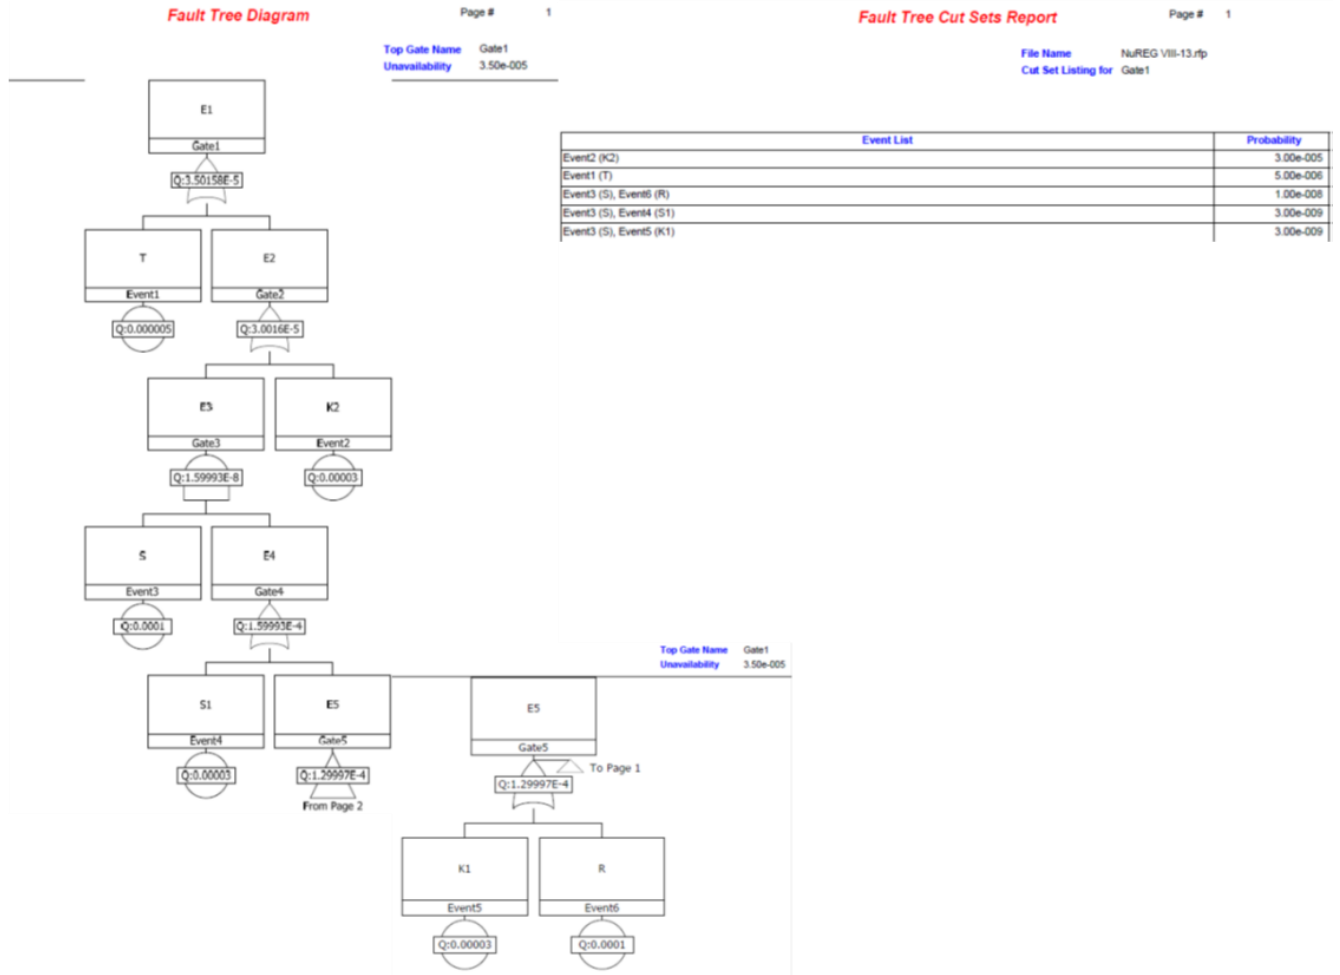 Fault Tree Diagram
Page # 1
Top Gate Name Gate1
Unavailability 3.50e-005
E1
Gate1
Q:3.50158E-5
T
Event1
Q:0.000005
E2
Gate2
Q:3.0016E-5
E3
Gate3
Q:1.59993E-8
K2
Event2
Q:0.00003
S
Event3
Q:0.0001
E4
Gate4
Q:1.59993E-4
S1
Event4
Q:0.00003
E5
Gate5
Q:1.29997E-4
From Page 2
Top Gate Name Gate1
Unavailability 3.50e-005
E5
Gate5
To Page 1
Q:1.29997E-4
K1
Event5
Q:0.00003
R
Event6
Q:0.0001
Fault Tree Cut Sets Report
Page # 1
File Name NuREG VIII-13.rfp
Cut Set Listing for Gate1
Event List Probability
Event2 (K2) 3.00e-005
Event1 (T) 5.00e-006
Event3 (S), Event6 (R) 1.00e-008
Event3 (S), Event4 (S1) 3.00e-009
Event3 (S), Event5 (K1) 3.00e-009